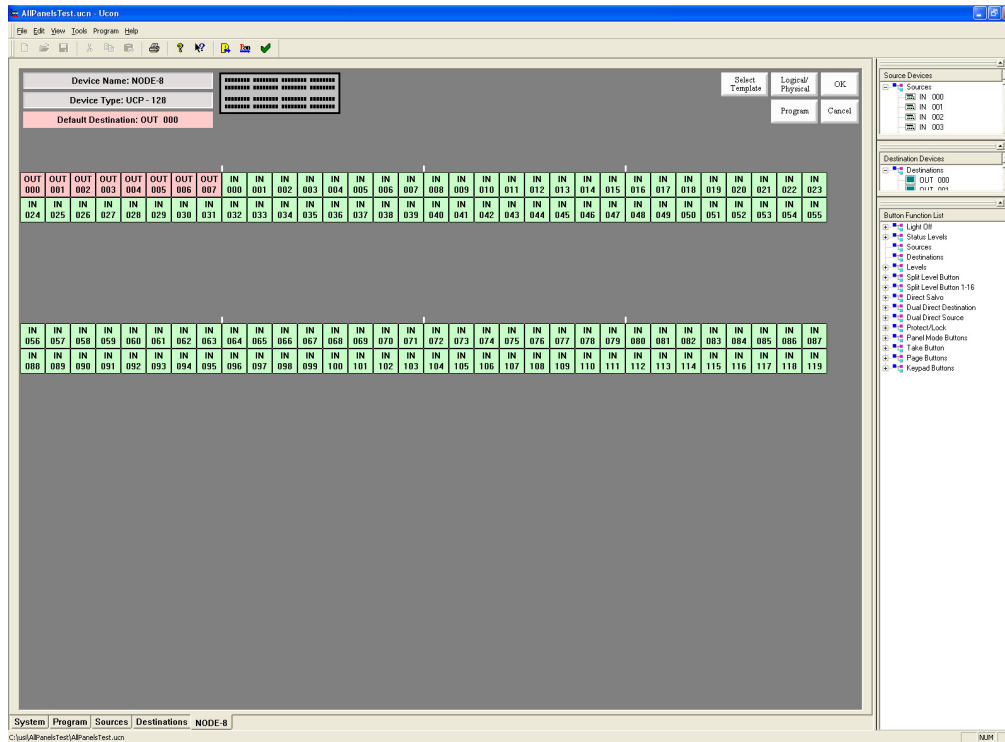 AllPanelsTest.ucn - Ucon
File Edit View Tools Program Help
Device Name: NODE-8
Device Type: UCP - 128
Default Destination: OUT 000
Select Template
Logical/ Physical
OK
Program
Cancel
OUT 000 OUT 001 OUT 002 OUT 003 OUT 004 OUT 005 OUT 006 OUT 007 IN 000 IN 001 IN 002 IN 003 IN 004 IN 005 IN 006 IN 007 IN 008 IN 009 IN 010 IN 011 IN 012 IN 013 IN 014 IN 015 IN 016 IN 017 IN 018 IN 019 IN 020 IN 021 IN 022 IN 023
IN 024 IN 025 IN 026 IN 027 IN 028 IN 029 IN 030 IN 031 IN 032 IN 033 IN 034 IN 035 IN 036 IN 037 IN 038 IN 039 IN 040 IN 041 IN 042 IN 043 IN 044 IN 045 IN 046 IN 047 IN 048 IN 049 IN 050 IN 051 IN 052 IN 053 IN 054 IN 055
IN 056 IN 057 IN 058 IN 059 IN 060 IN 061 IN 062 IN 063 IN 064 IN 065 IN 066 IN 067 IN 068 IN 069 IN 070 IN 071 IN 072 IN 073 IN 074 IN 075 IN 076 IN 077 IN 078 IN 079 IN 080 IN 081 IN 082 IN 083 IN 084 IN 085 IN 086 IN 087
IN 088 IN 089 IN 090 IN 091 IN 092 IN 093 IN 094 IN 095 IN 096 IN 097 IN 098 IN 099 IN 100 IN 101 IN 102 IN 103 IN 104 IN 105 IN 106 IN 107 IN 108 IN 109 IN 110 IN 111 IN 112 IN 113 IN 114 IN 115 IN 116 IN 117 IN 118 IN 119
Source Devices
Sources
IN 000
IN 001
IN 002
IN 003
Destination Devices
Destinations
OUT 000
OUT 001
Button Function List
Light Off
Status Levels
Sources
Destinations
Levels
Split Level Button
Split Level Button 1-16
Direct Salvo
Dual Direct Destination
Dual Direct Source
Protect/Lock
Panel Mode Buttons
Take Button
Page Buttons
Keypad Buttons
System Program Sources Destinations NODE-8
C:\usl\AllPanelsTest\AllPanelsTest.ucn
NUM